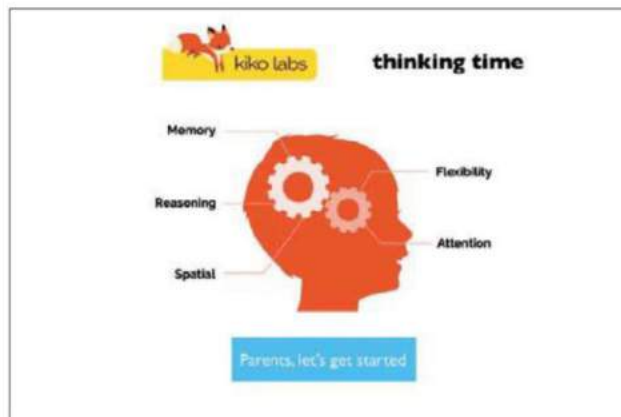 kiko labs
thinking time
Memory
Flexibility
Reasoning
Attention
Spatial
Parents, let's get started